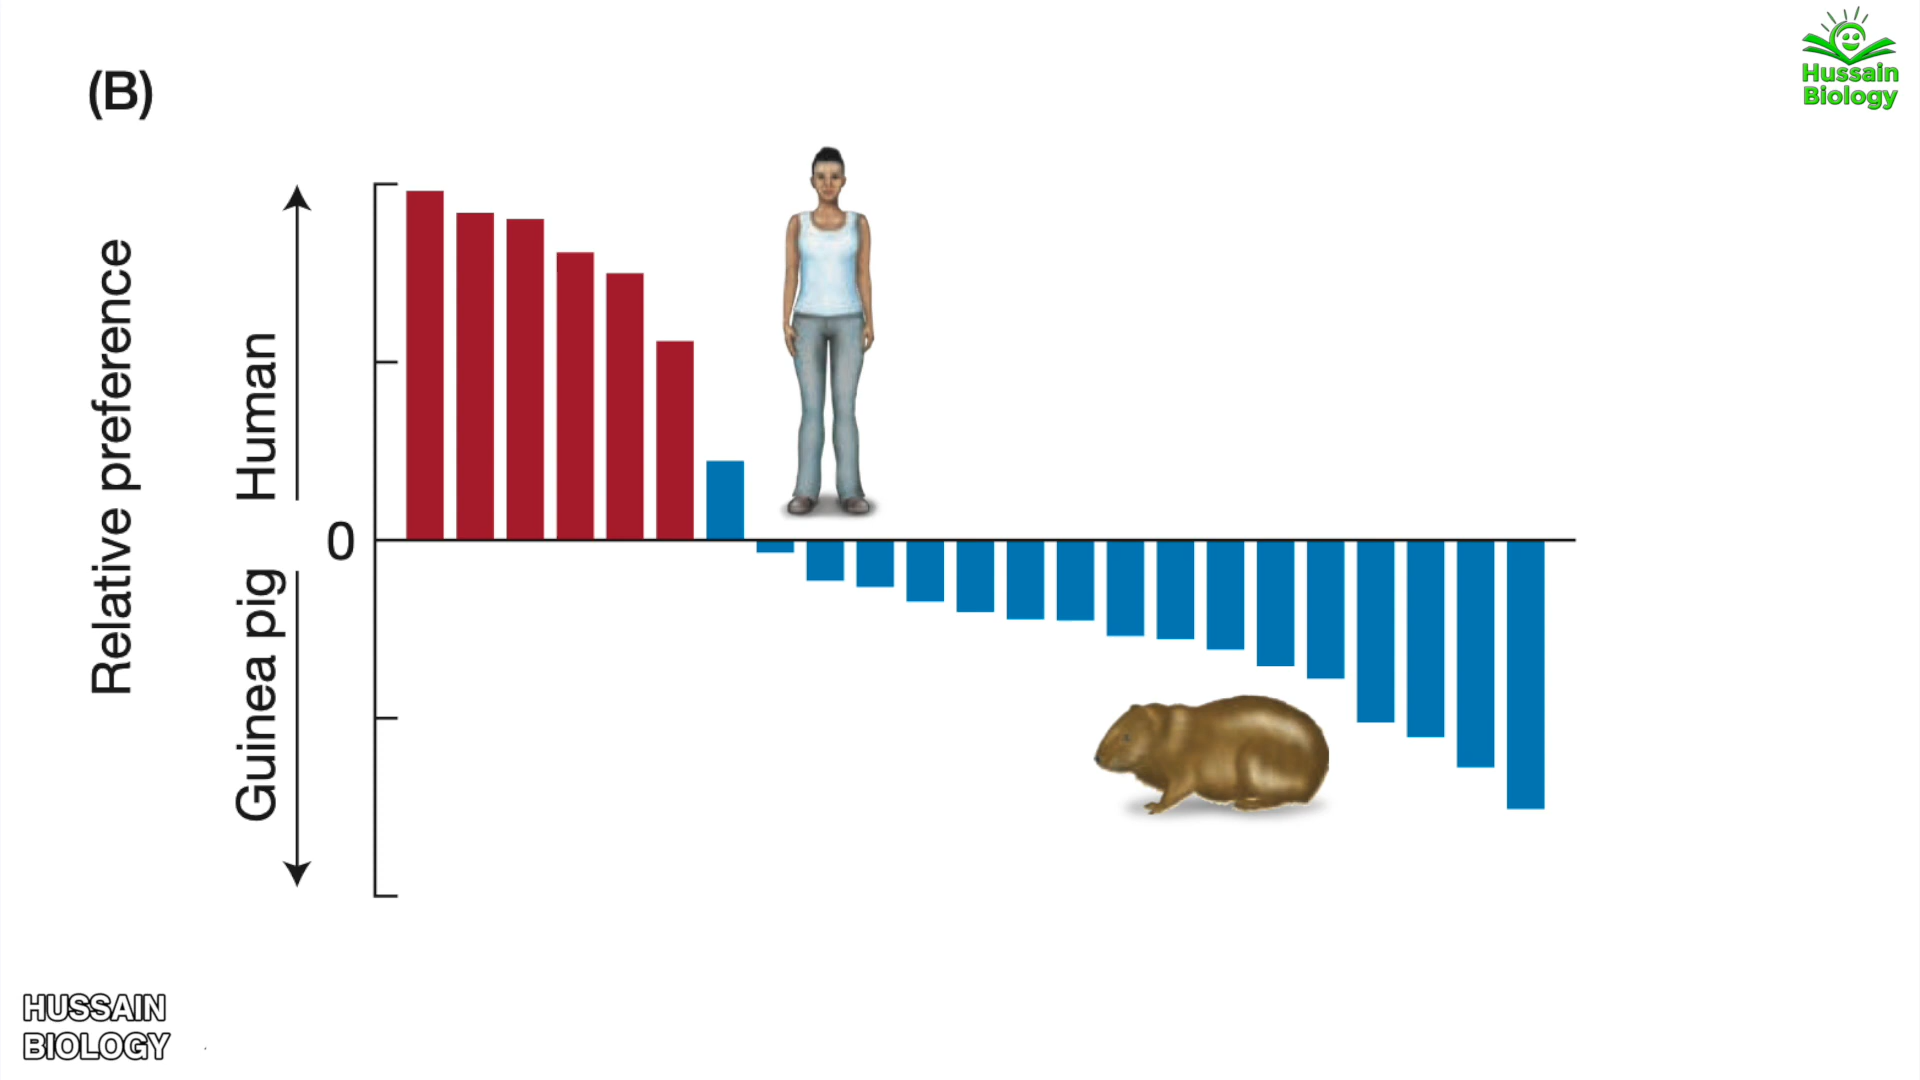 (B)
Hussain
Biology
Relative preference
Human
0
Guinea pig
HUSSAIN
BIOLOGY